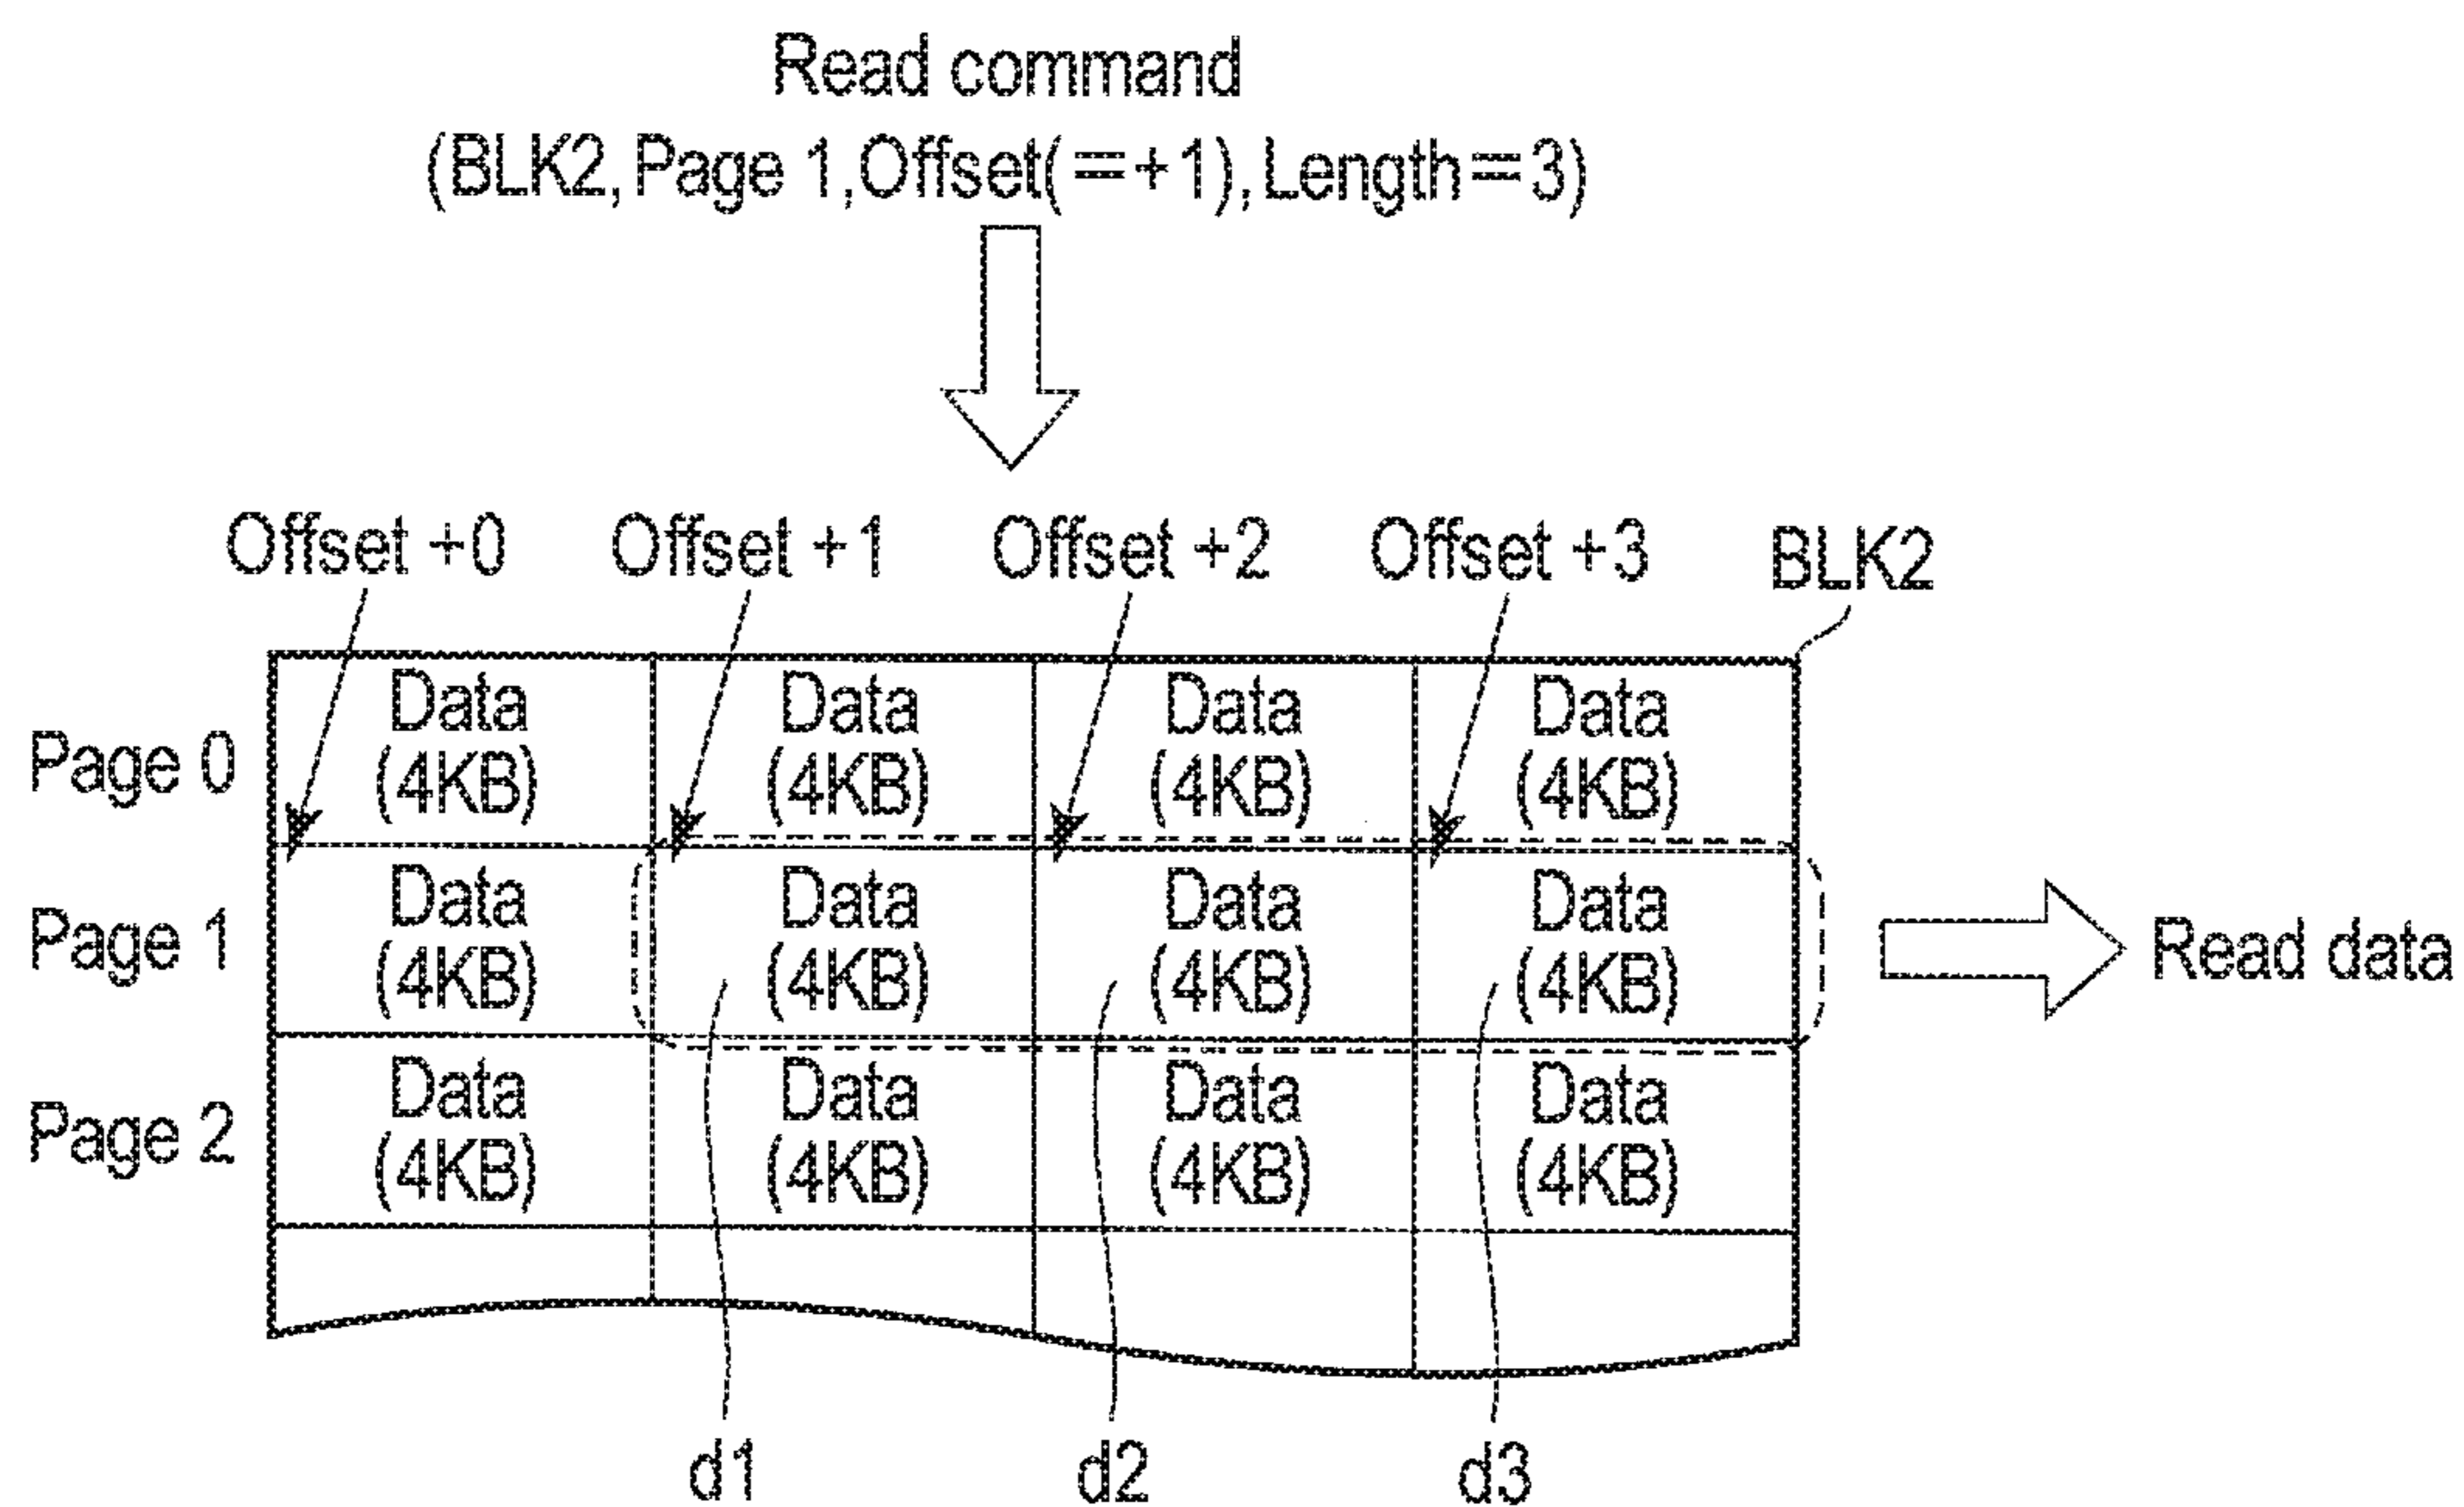 Read command
(BLK2,Page 1,Offset(=+1),Length=3)
Offset +0 Offset +1 Offset +2 Offset +3 BLK2
Data Data Data Data
Page 0 (4KB) (4KB) (4KB) (4KB)
Data Data Data Data
Page 1 (4KB) (4KB) (4KB) (4KB) Read data
Data Data Data Data
Page 2 (4KB) (4KB) (4KB) (4KB)
d1 d2 d3